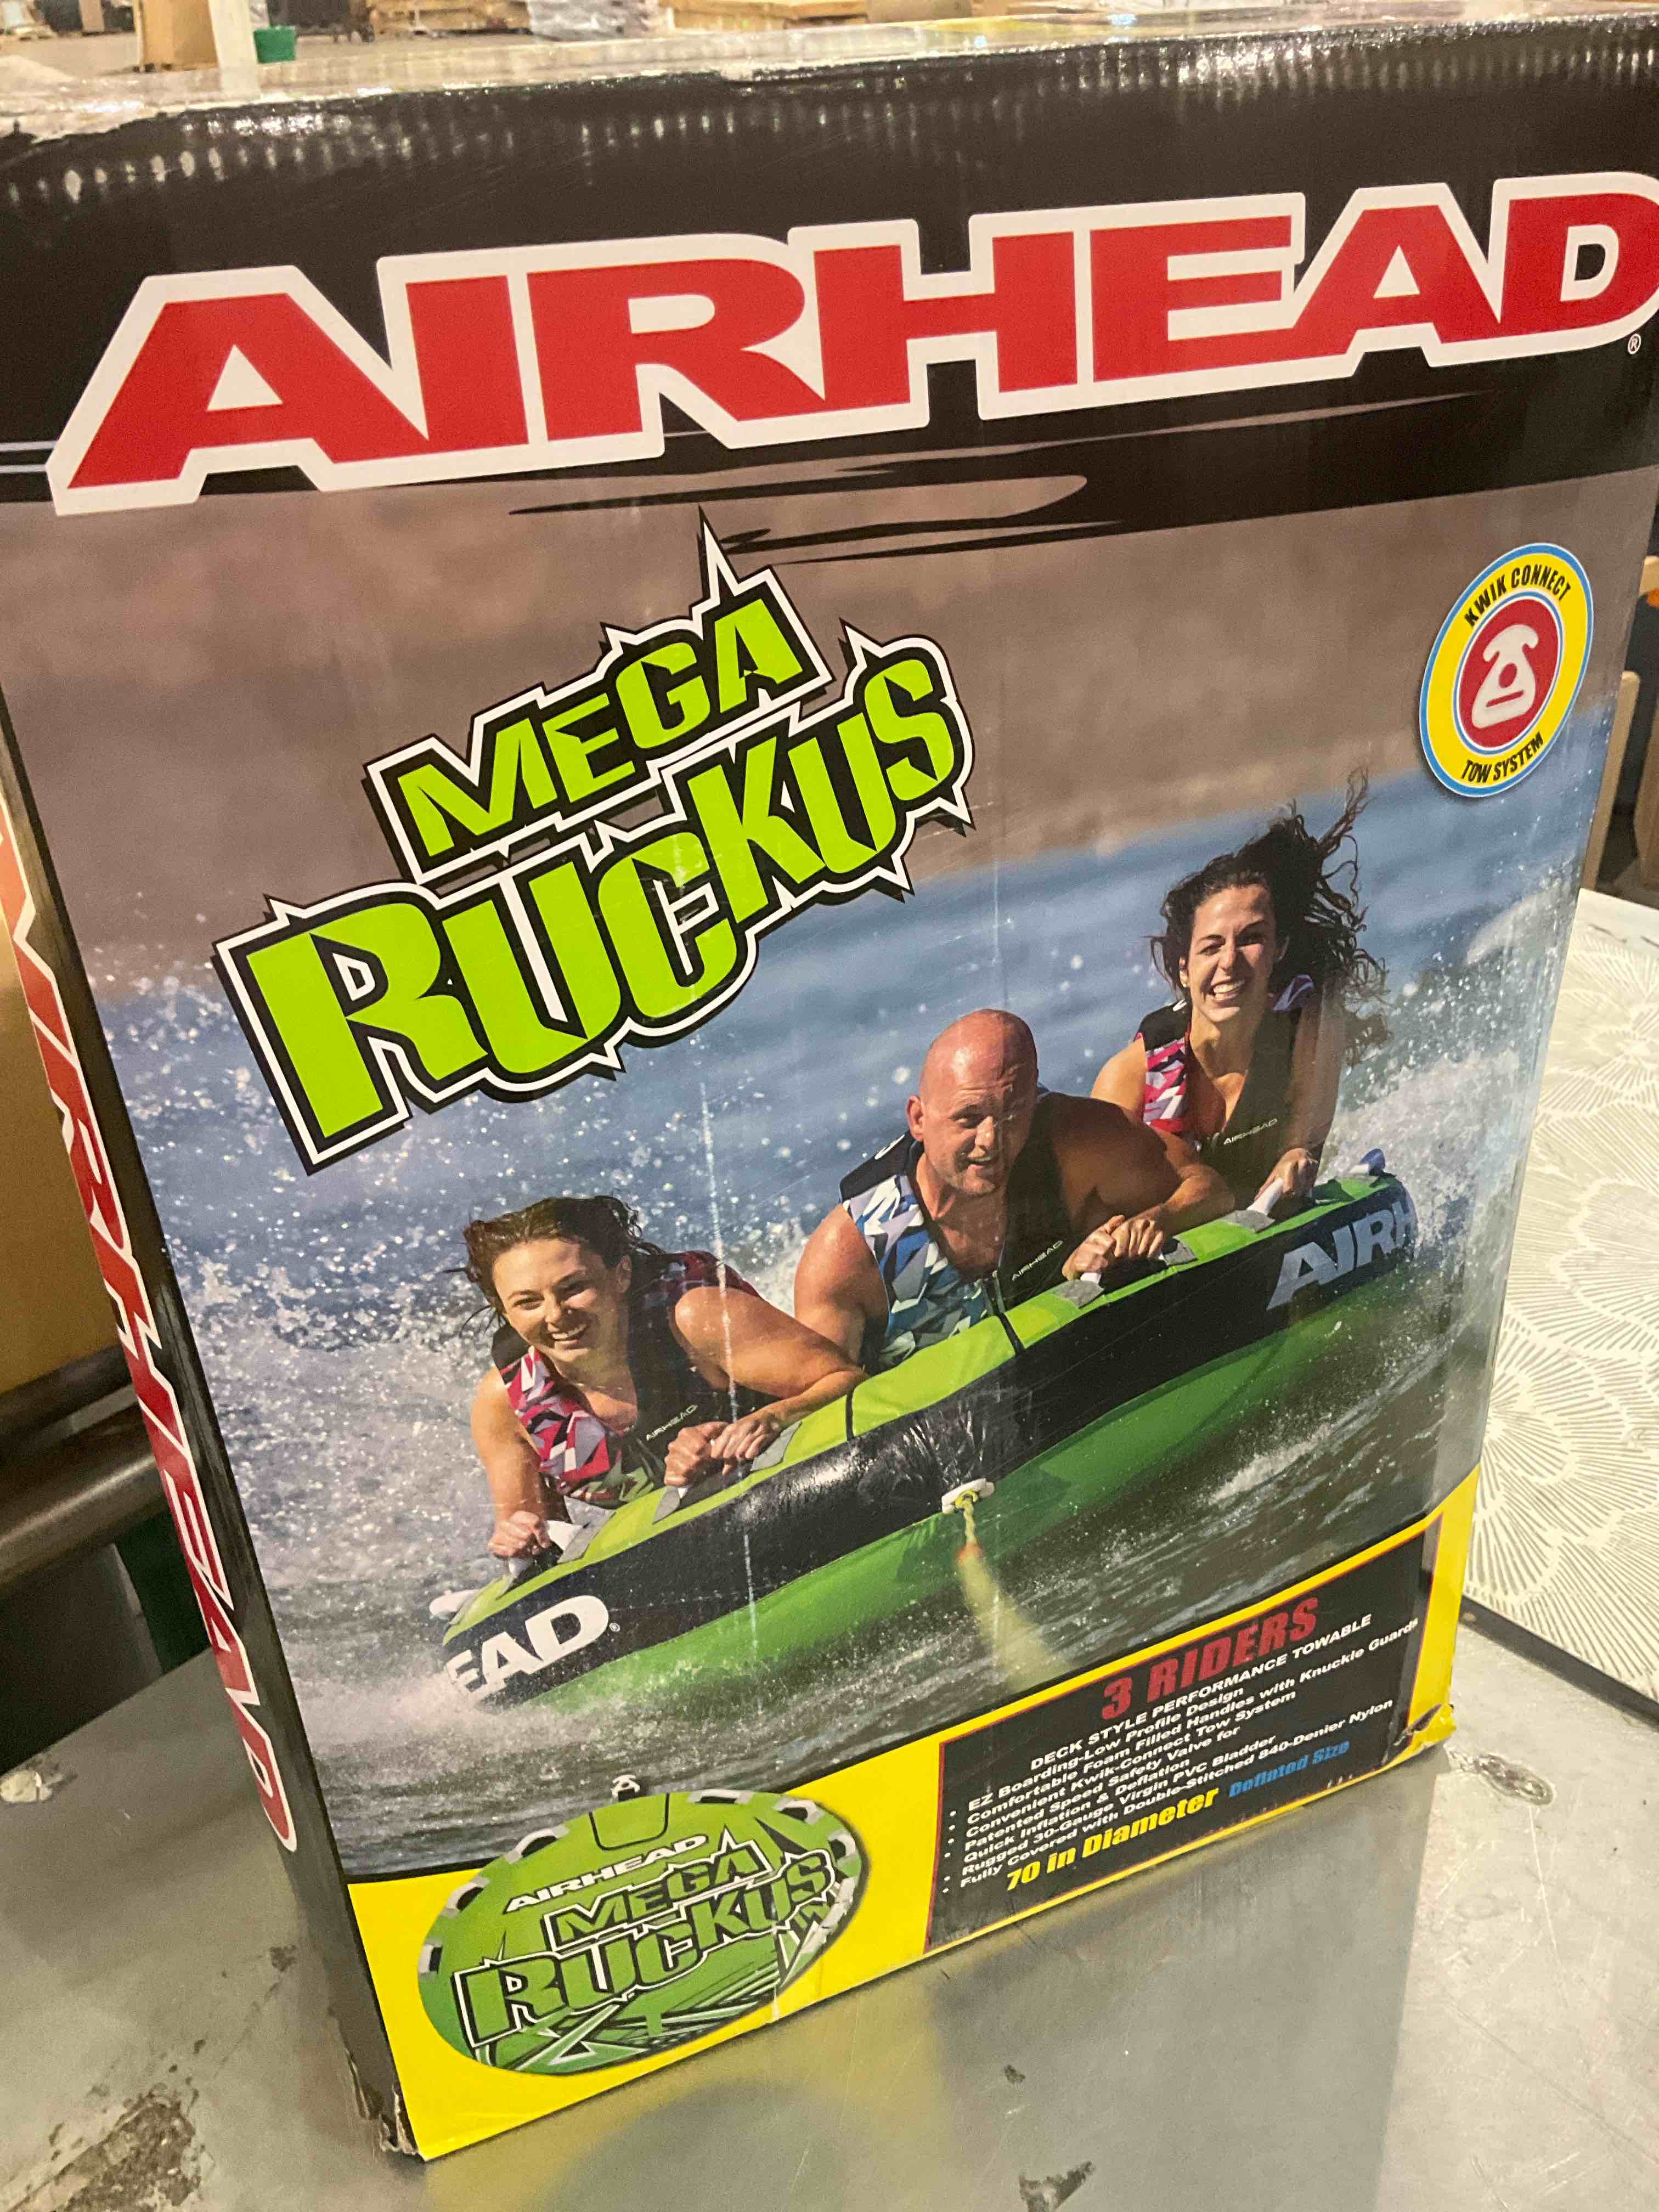 AIRHEAD®
MEGA
RUCKUS
KWIK CONNECT
TOW SYSTEM
AIRHEAD
AIRHEAD
AIRHEAD
AIRHEAD
AIRH
EAD®
3 RIDERS
DECK STYLE PERFORMANCE TOWABLE
• EZ Boarding-Low Profile Design
• Comfortable Foam Filled Handles with Knuckle Guards
• Convenient Kwik-Connect Tow System
• Patented Speed Safety Valve for
Quick Inflation & Deflation
• Rugged 30-Gauge, Virgin PVC Bladder
• Fully Covered with Double-Stitched 840-Denier Nylon
70 in Diameter Deflated Size
AIRHEAD
MEGA
RUCKUS